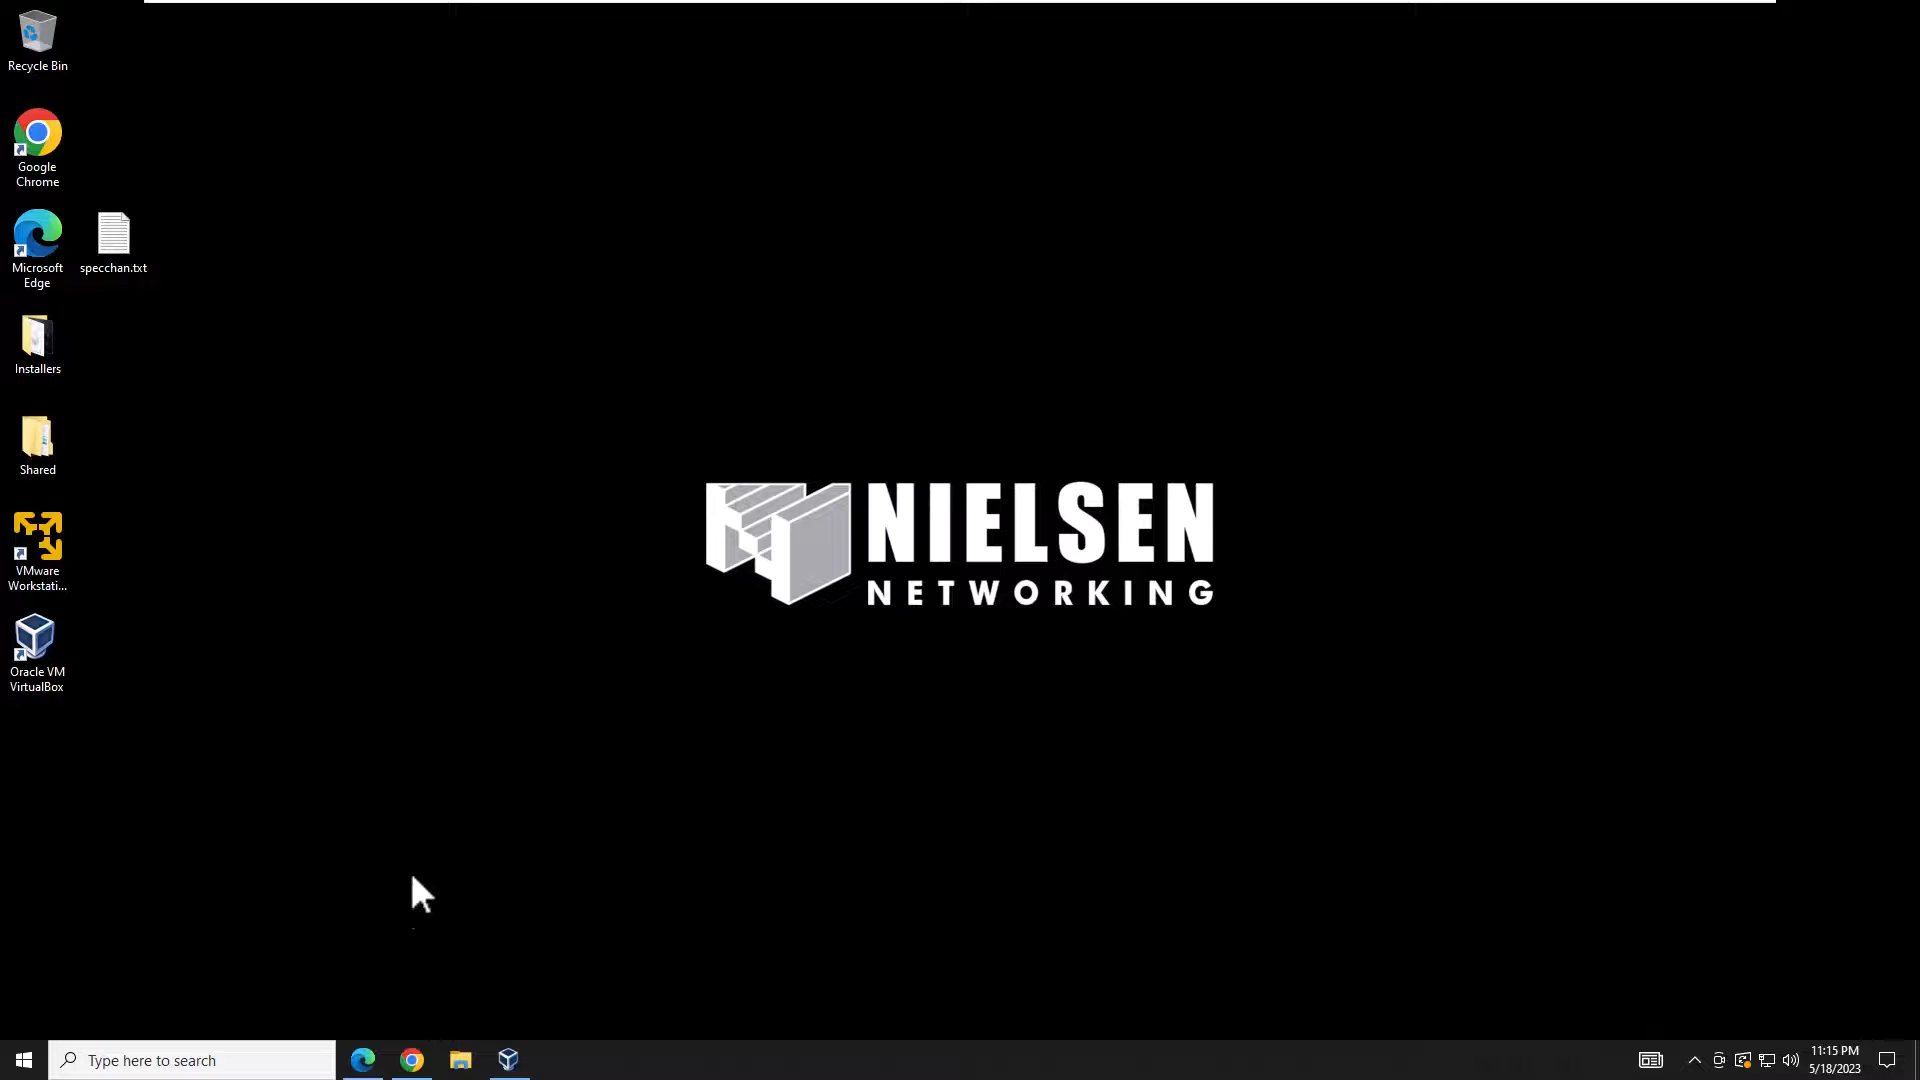 Recycle Bin
Google
Chrome
Microsoft
Edge
specchan.txt
Installers
Shared
VMware
Workstati...
Oracle VM
VirtualBox
NIELSEN
NETWORKING
Type here to search
11:15 PM
5/18/2023